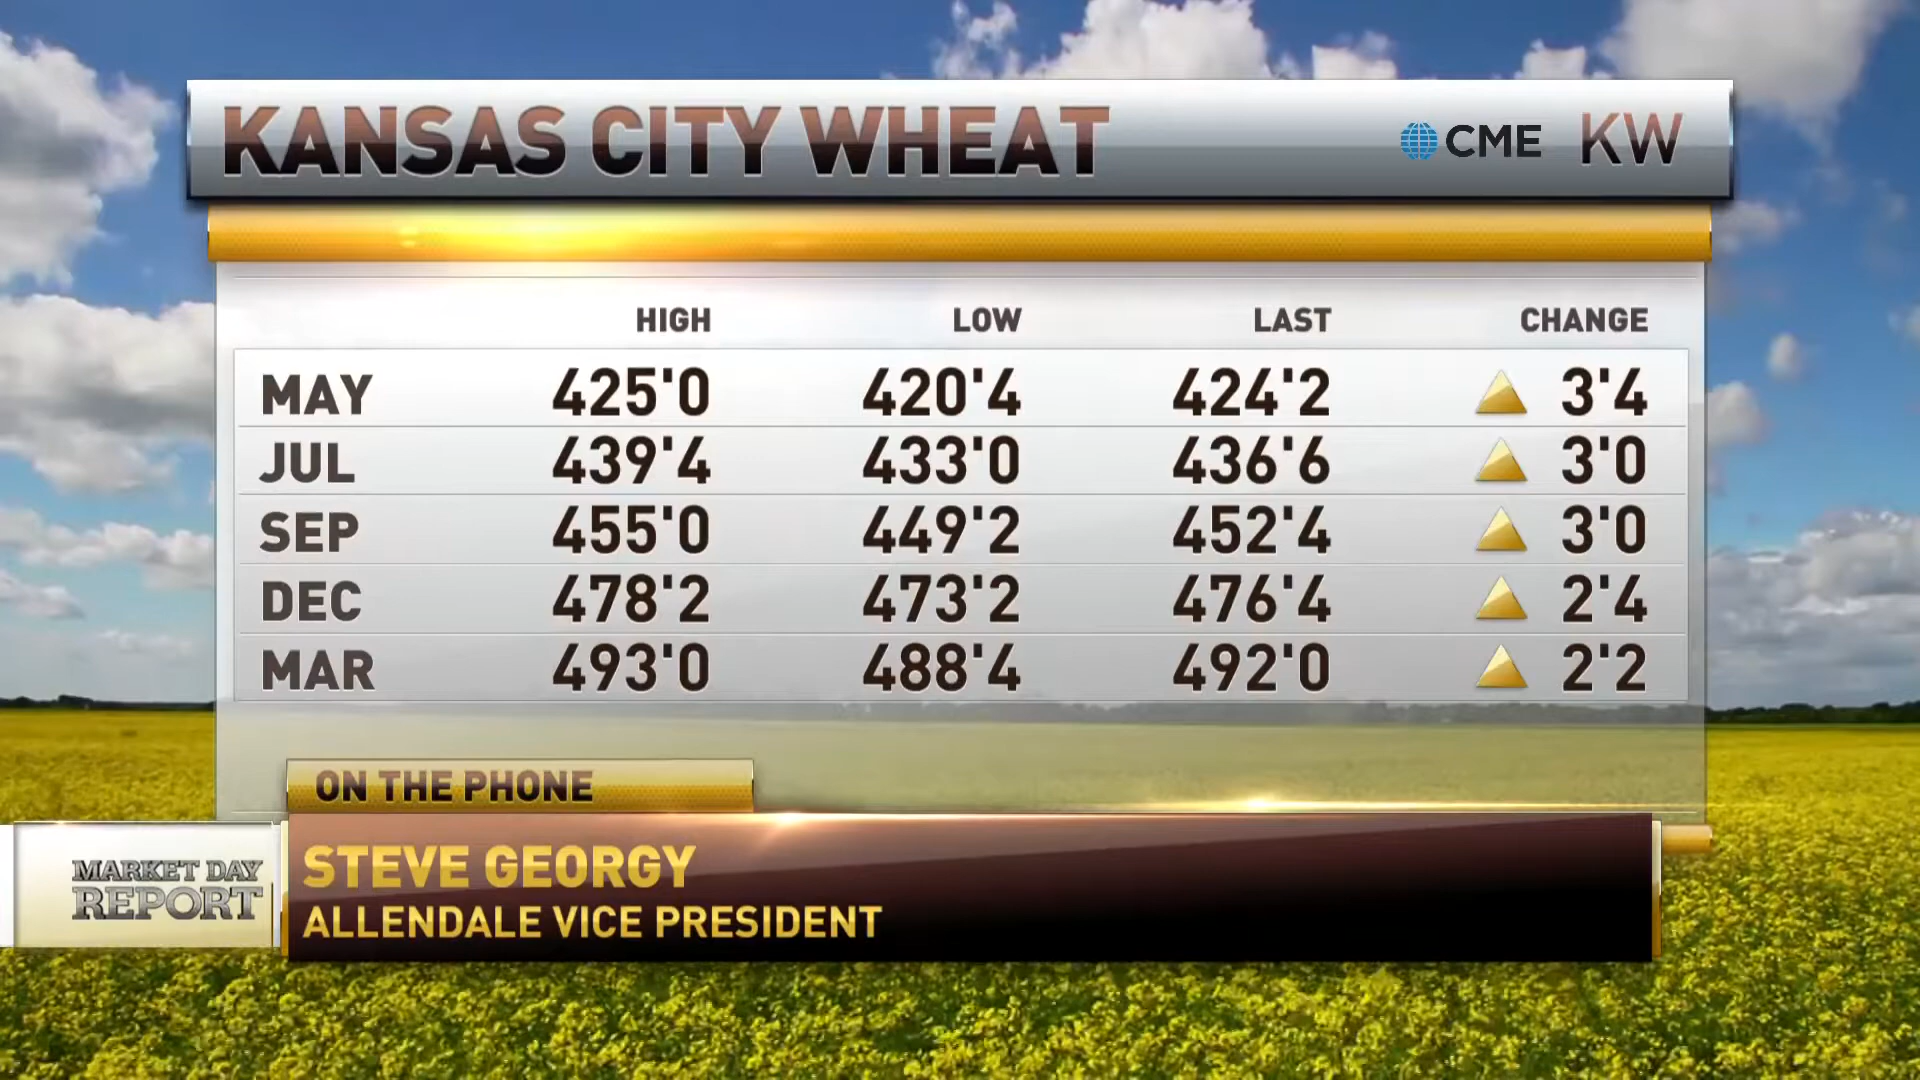 KANSAS CITY WHEAT CME KW
HIGH LOW LAST CHANGE
MAY 425'0 420'4 424'2 3'4
JUL 439'4 433'0 436'6 3'0
SEP 455'0 449'2 452'4 3'0
DEC 478'2 473'2 476'4 2'4
MAR 493'0 488'4 492'0 2'2
ON THE PHONE
STEVE GEORGY
ALLENDALE VICE PRESIDENT
MARKET DAY
REPORT